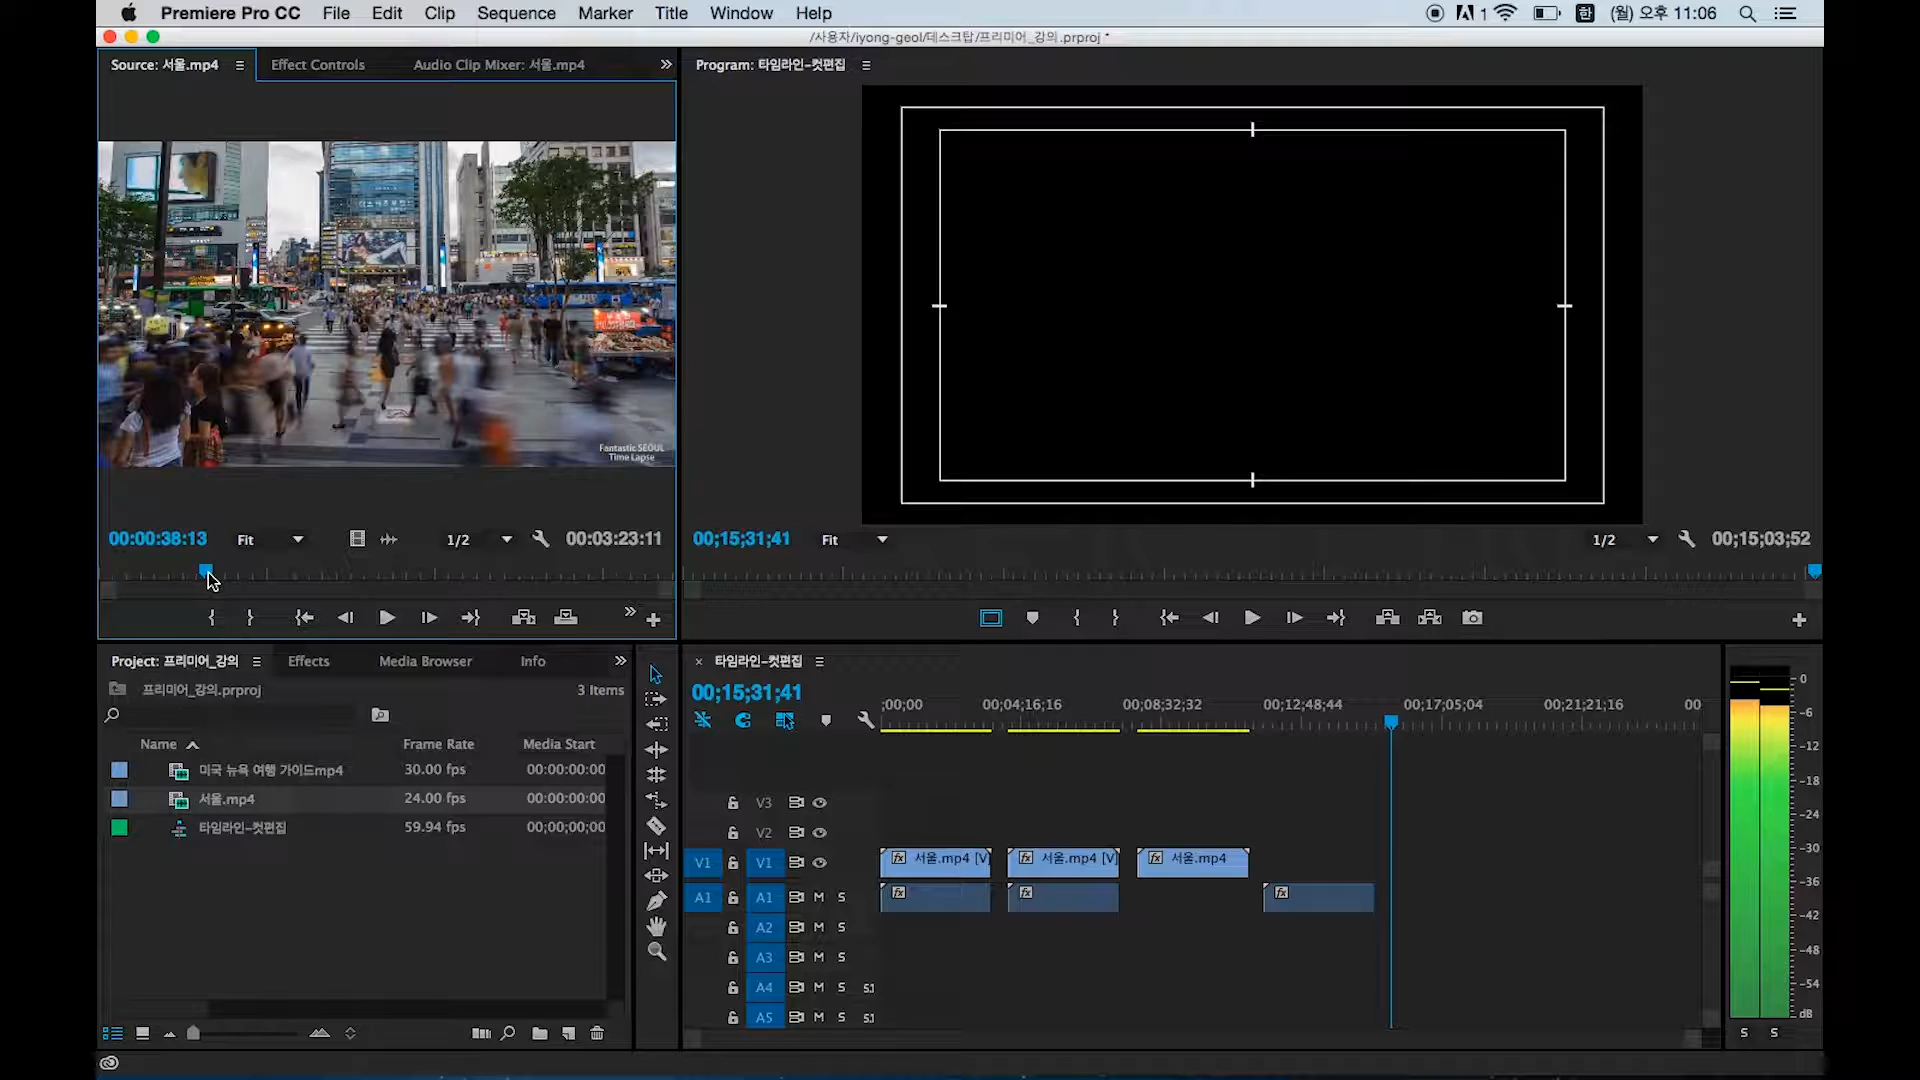 Premiere Pro CC File Edit Clip Sequence Marker Title Window Help 1 한 (월) 오후 11:06
/사용자/iyong-geol/데스크탑/프리미어_강의.prproj *
Source: 서울.mp4 Effect Controls Audio Clip Mixer: 서울.mp4
Program: 타임라인-컷편집
Fantastic SEOUL
Time Lapse
00:00:38:13 Fit 1/2 00:03:23:11
00;15;31;41 Fit 1/2 00;15;03;52
Project: 프리미어_강의 Effects Media Browser Info
프리미어_강의.prproj 3 Items
Name Frame Rate Media Start
미국 뉴욕 여행 가이드mp4 30.00 fps 00:00:00:00
서울.mp4 24.00 fps 00:00:00:00
타임라인-컷편집 59.94 fps 00;00;00;00
× 타임라인-컷편집
00;15;31;41
;00;00 00;04;16;16 00;08;32;32 00;12;48;44 00;17;05;04 00;21;21;16 00
V3
V2
V1 V1 fx 서울.mp4 [V] fx 서울.mp4 [V] fx 서울.mp4
A1 A1 M S fx fx fx
A2 M S
A3 M S
A4 M S 5.1
A5 M S 5.1
0
-6
-12
-18
-24
-30
-36
-42
-48
-54
dB
S S